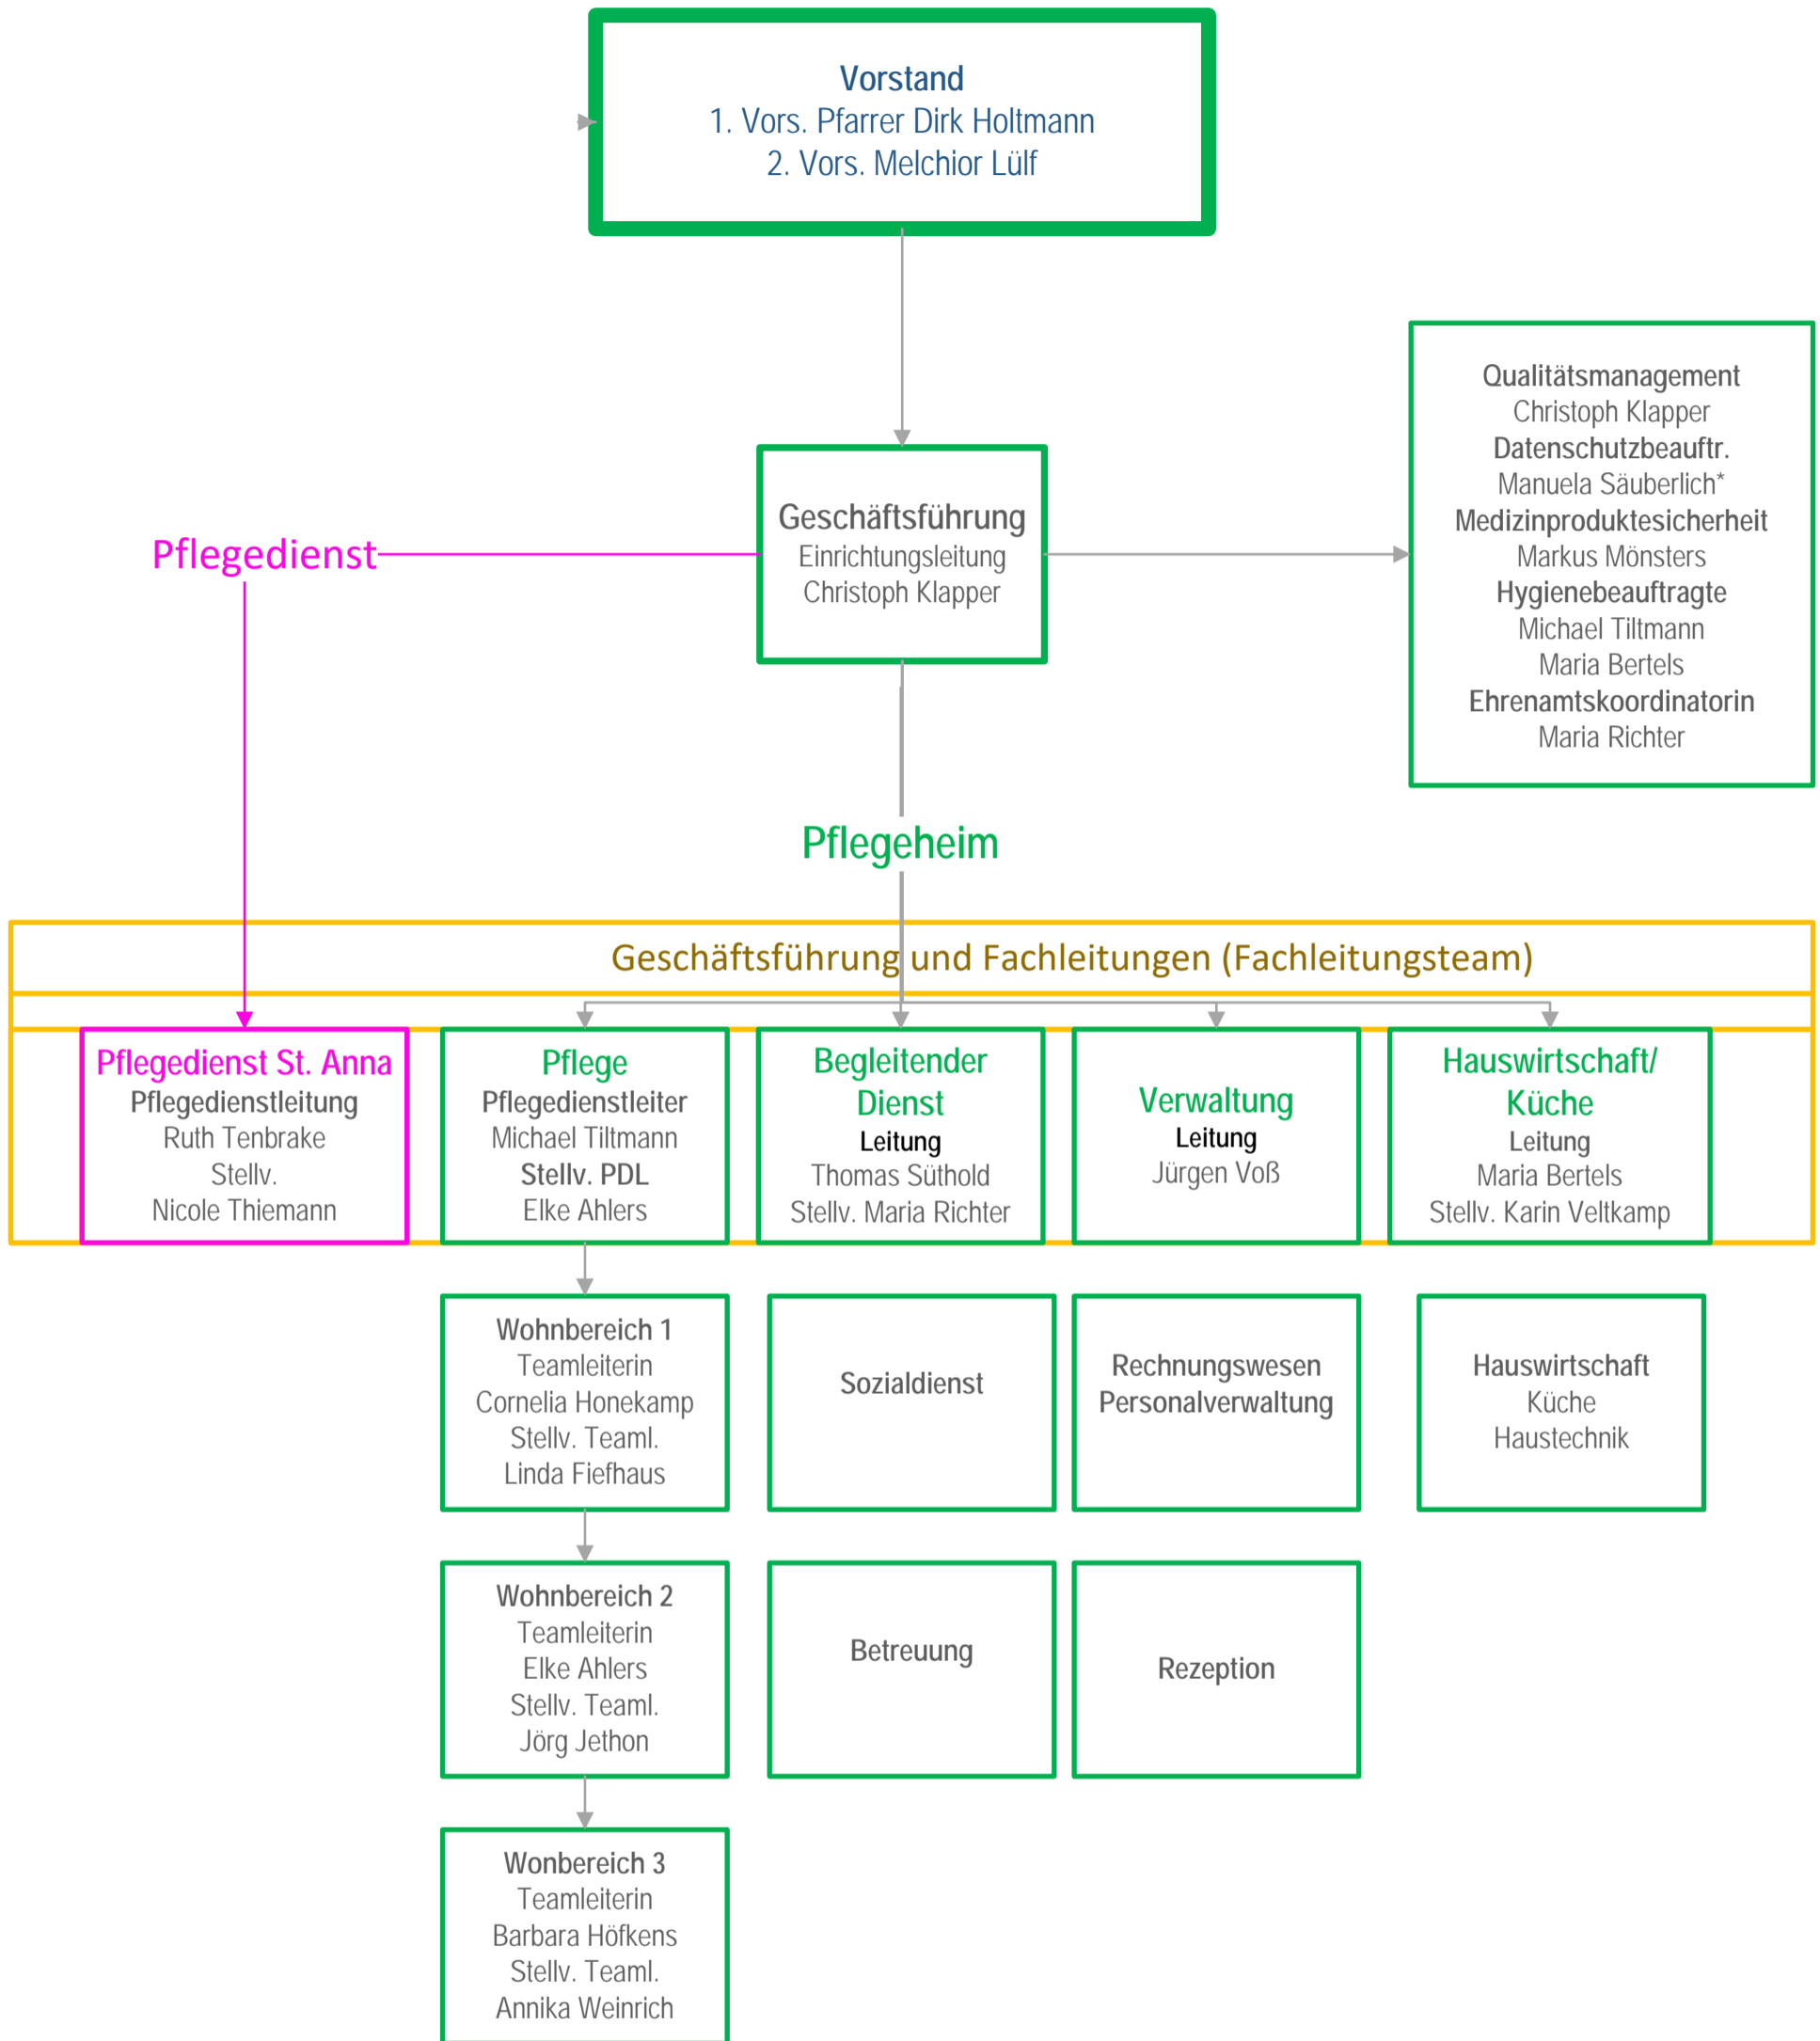 Vorstand
1. Vors. Pfarrer Dirk Holtmann
2. Vors. Melchior Lülf
Qualitätsmanagement
Christoph Klapper
Datenschutzbeauftr.
Manuela Säuberlich*
Medizinproduktesicherheit
Markus Mönsters
Hygienebeauftragte
Michael Tiltmann
Maria Bertels
Ehrenamtskoordinatorin
Maria Richter
Geschäftsführung
Einrichtungsleitung
Christoph Klapper
Pflegedienst
Pflegeheim
Geschäftsführung und Fachleitungen (Fachleitungsteam)
Pflegedienst St. Anna
Pflegedienstleitung
Ruth Tenbrake
Stellv.
Nicole Thiemann
Pflege
Pflegedienstleiter
Michael Tiltmann
Stellv. PDL
Elke Ahlers
Begleitender
Dienst
Leitung
Thomas Süthold
Stellv. Maria Richter
Verwaltung
Leitung
Jürgen Voß
Hauswirtschaft/
Küche
Leitung
Maria Bertels
Stellv. Karin Veltkamp
Wohnbereich 1
Teamleiterin
Cornelia Honekamp
Stellv. Teaml.
Linda Fiefhaus
Sozialdienst
Rechnungswesen
Personalverwaltung
Hauswirtschaft
Küche
Haustechnik
Wohnbereich 2
Teamleiterin
Elke Ahlers
Stellv. Teaml.
Jörg Jethon
Betreuung
Rezeption
Wonbereich 3
Teamleiterin
Barbara Höfkens
Stellv. Teaml.
Annika Weinrich